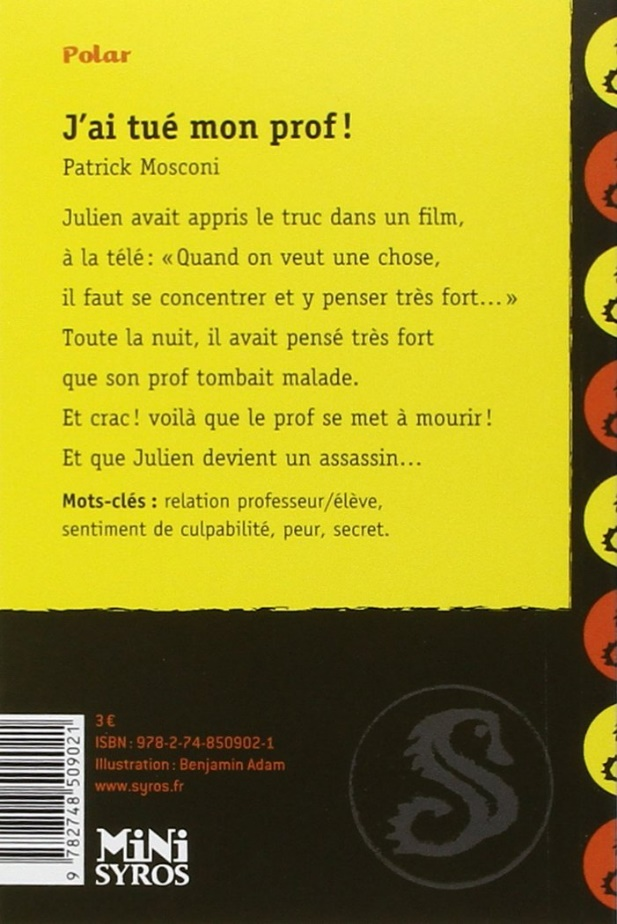 Polar
J'ai tué mon prof !
Patrick Mosconi
Julien avait appris le truc dans un film,
à la télé : « Quand on veut une chose,
il faut se concentrer et y penser très fort... »
Toute la nuit, il avait pensé très fort
que son prof tombait malade.
Et crac ! voilà que le prof se met à mourir !
Et que Julien devient un assassin...
Mots-clés : relation professeur/élève,
sentiment de culpabilité, peur, secret.
3 €
ISBN : 978-2-74-850902-1
Illustration : Benjamin Adam
www.syros.fr
9 782748 509021
MiNi
SYROS